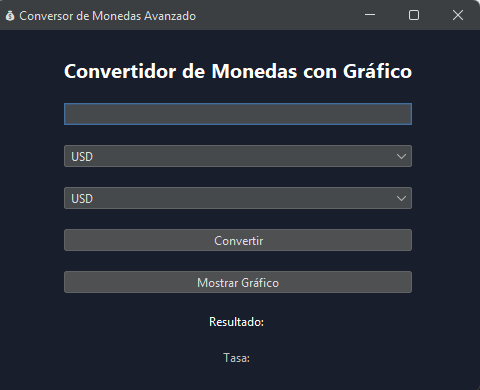 Conversor de Monedas Avanzado
Convertidor de Monedas con Gráfico
USD
USD
Convertir
Mostrar Gráfico
Resultado:
Tasa: